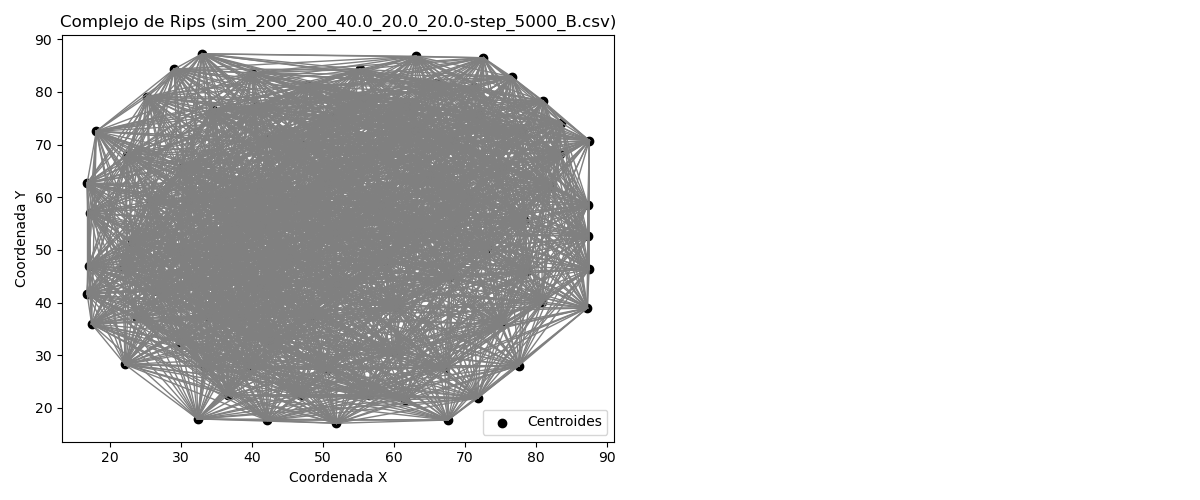 Complejo de Rips (sim_200_200_40.0_20.0_20.0-step_5000_B.csv)
90
80
70
60
50
40
30
20
Coordenada Y
20 30 40 50 60 70 80 90
Coordenada X
Centroides